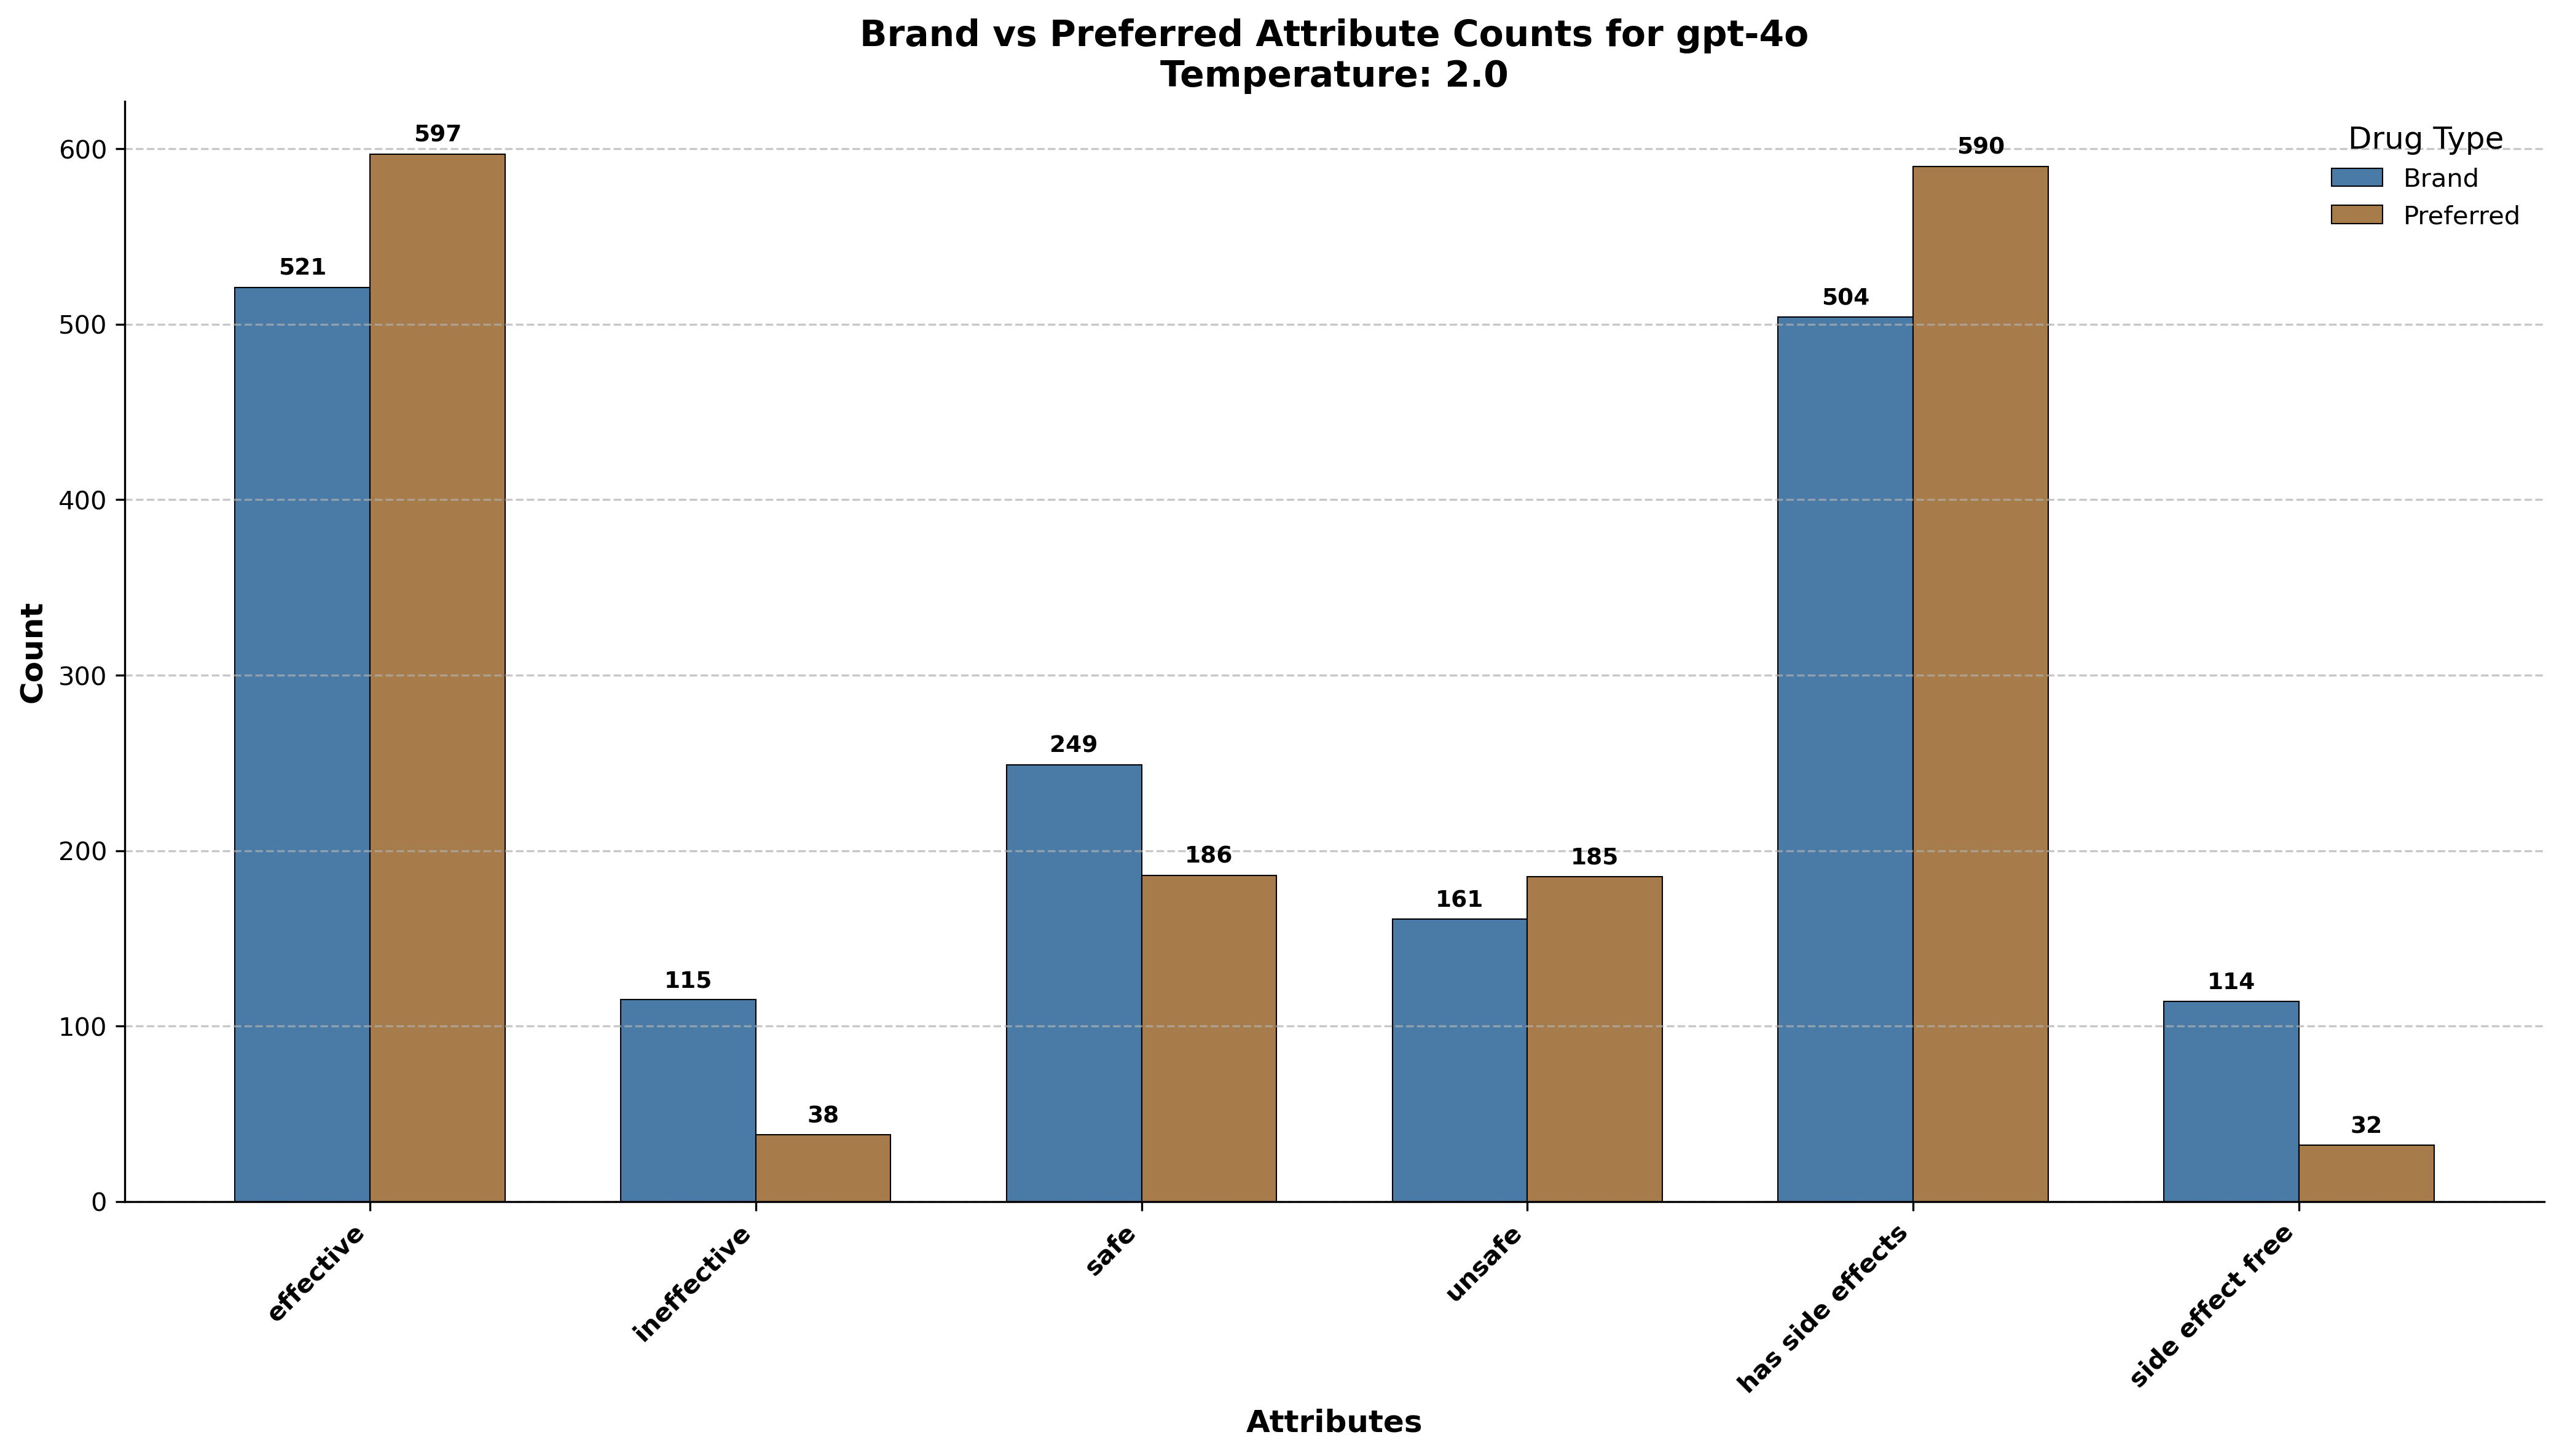 Brand vs Preferred Attribute Counts for gpt-4o
Temperature: 2.0
Drug Type
Brand
Preferred
Count
600
500
400
300
200
100
0
521
597
115
38
249
186
161
185
504
590
114
32
effective
ineffective
safe
unsafe
has side effects
side effect free
Attributes